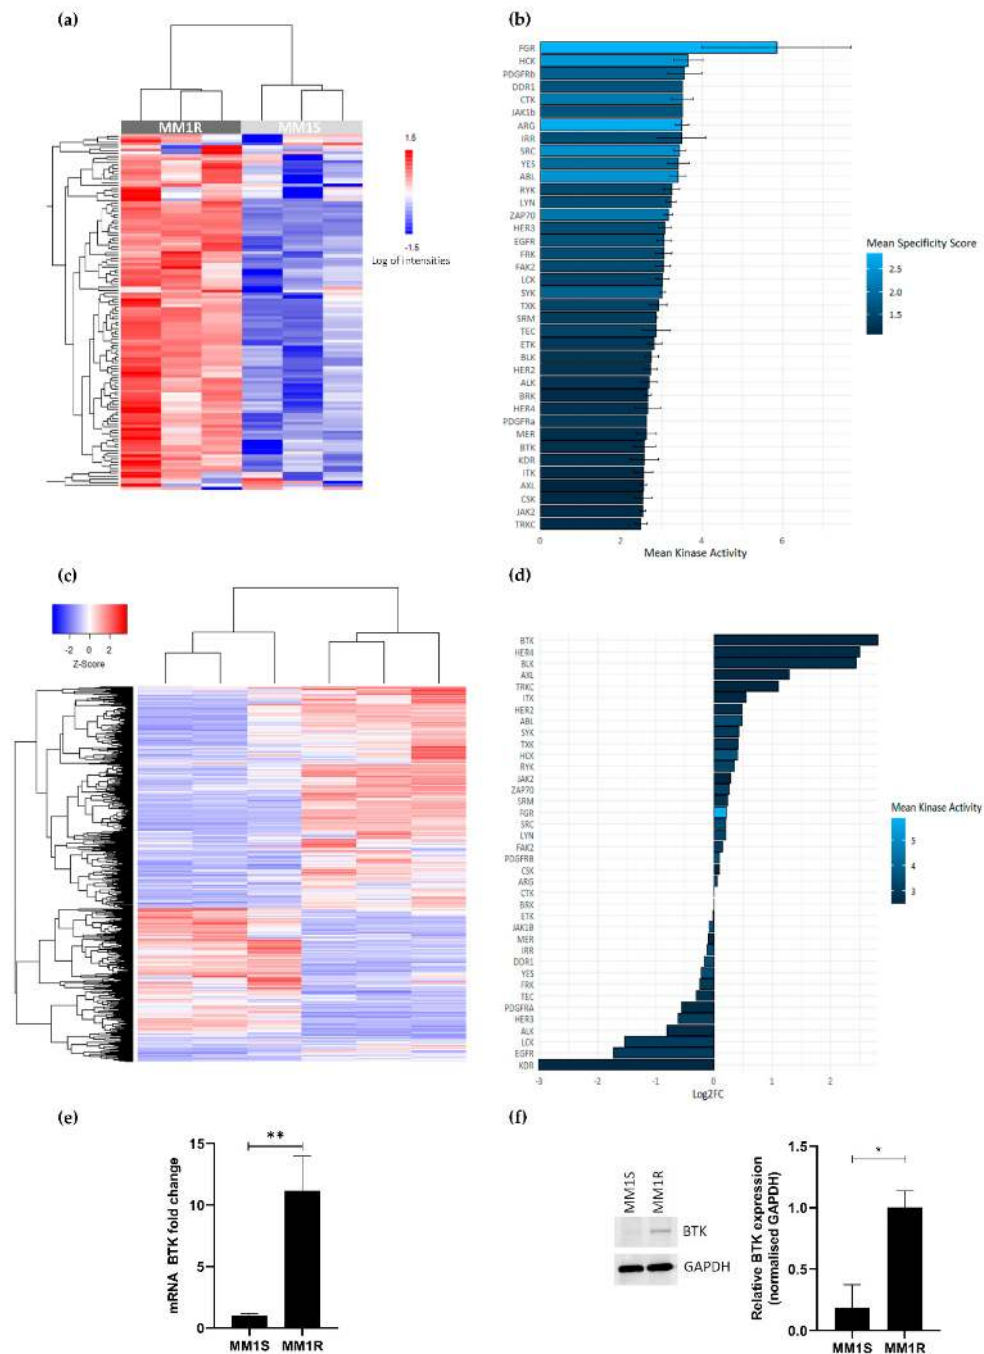 (a)
MM1R MM1S
1.5
-1.5
Log of intensities
(b)
FGR
HCK
PDGFRb
DDR1
CTK
JAK1b
ARG
IRR
SRC
YES
ABL
RYK
LYN
ZAP70
HER3
EGFR
FRK
FAK2
LCK
SYK
TXK
SRM
TEC
ETK
BLK
HER2
ALK
BRK
HER4
PDGFRa
MER
BTK
KDR
ITK
AXL
CSK
JAK2
TRKC
0 2 4 6
Mean Kinase Activity
Mean Specificity Score
2.5
2.0
1.5
(c)
-2 0 2
Z-Score
(d)
BTK
HER4
BLK
AXL
TRKC
ITK
HER2
ABL
SYK
TXK
HCK
RYK
JAK2
ZAP70
SRM
FGR
SRC
LYN
FAK2
PDGFRB
CSK
ARG
CTK
BRK
ETK
JAK1B
MER
IRR
DDR1
YES
FRK
TEC
PDGFRA
HER3
ALK
LCK
EGFR
KDR
-3 -2 -1 0 1 2
Log2FC
Mean Kinase Activity
5
4
3
(e)
**
15
10
5
0
mRNA BTK fold change
MM1S MM1R
(f)
MM1S
MM1R
BTK
GAPDH
*
1.5
1.0
0.5
0.0
Relative BTK expression
(normalised GAPDH)
MM1S MM1R